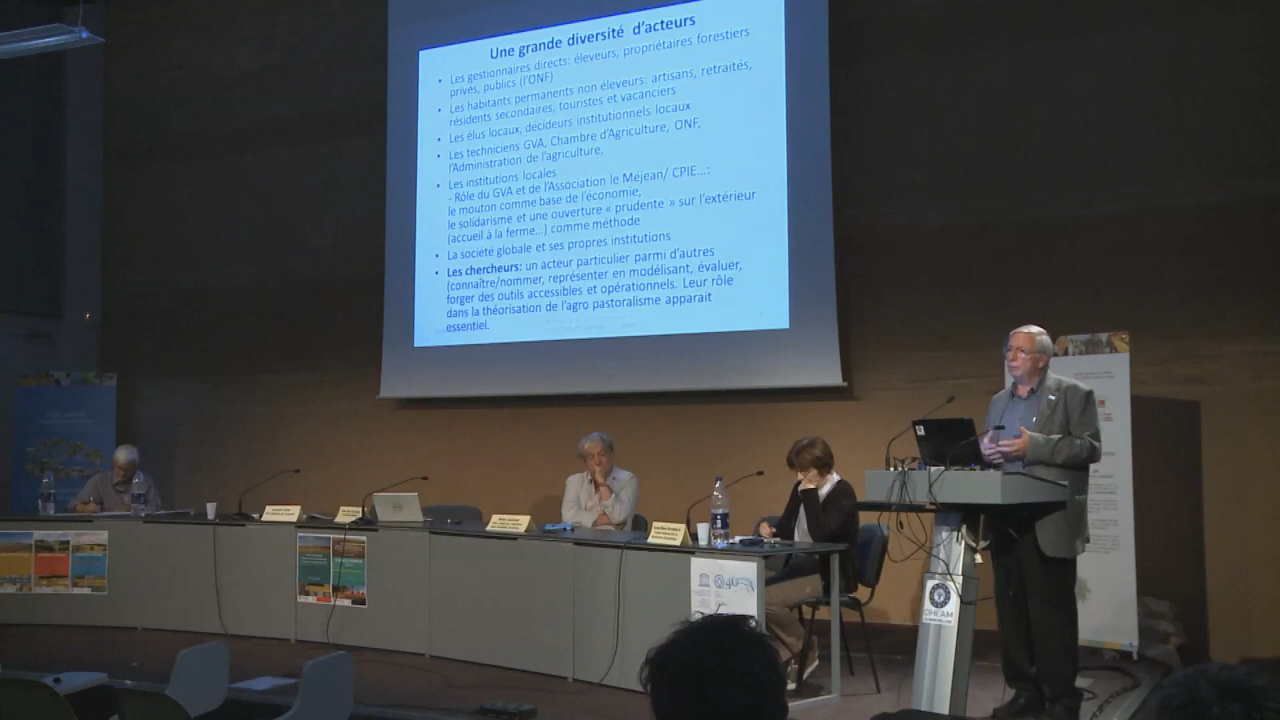 Une grande diversité d'acteurs
• Les gestionnaires directs: éleveurs, propriétaires forestiers
privés, publics (l'ONF)
• Les habitants permanents non éleveurs: artisans, retraités,
résidents secondaires, touristes et vacanciers
• Les élus locaux, décideurs institutionnels locaux
• Les techniciens GVA, Chambre d'Agriculture, ONF,
l'Administration de l'agriculture,
• Les institutions locales
- Rôle du GVA et de l'Association le Méjean/ CPIE...:
le mouton comme base de l'économie,
le solidarisme et une ouverture « prudente » sur l'extérieur
(accueil à la ferme...) comme méthode
• La société globale et ses propres institutions
• Les chercheurs: un acteur particulier parmi d'autres
(connaître/nommer, représenter en modélisant, évaluer,
forger des outils accessibles et opérationnels. Leur rôle
dans la théorisation de l'agro pastoralisme apparait
essentiel.
CIHEAM